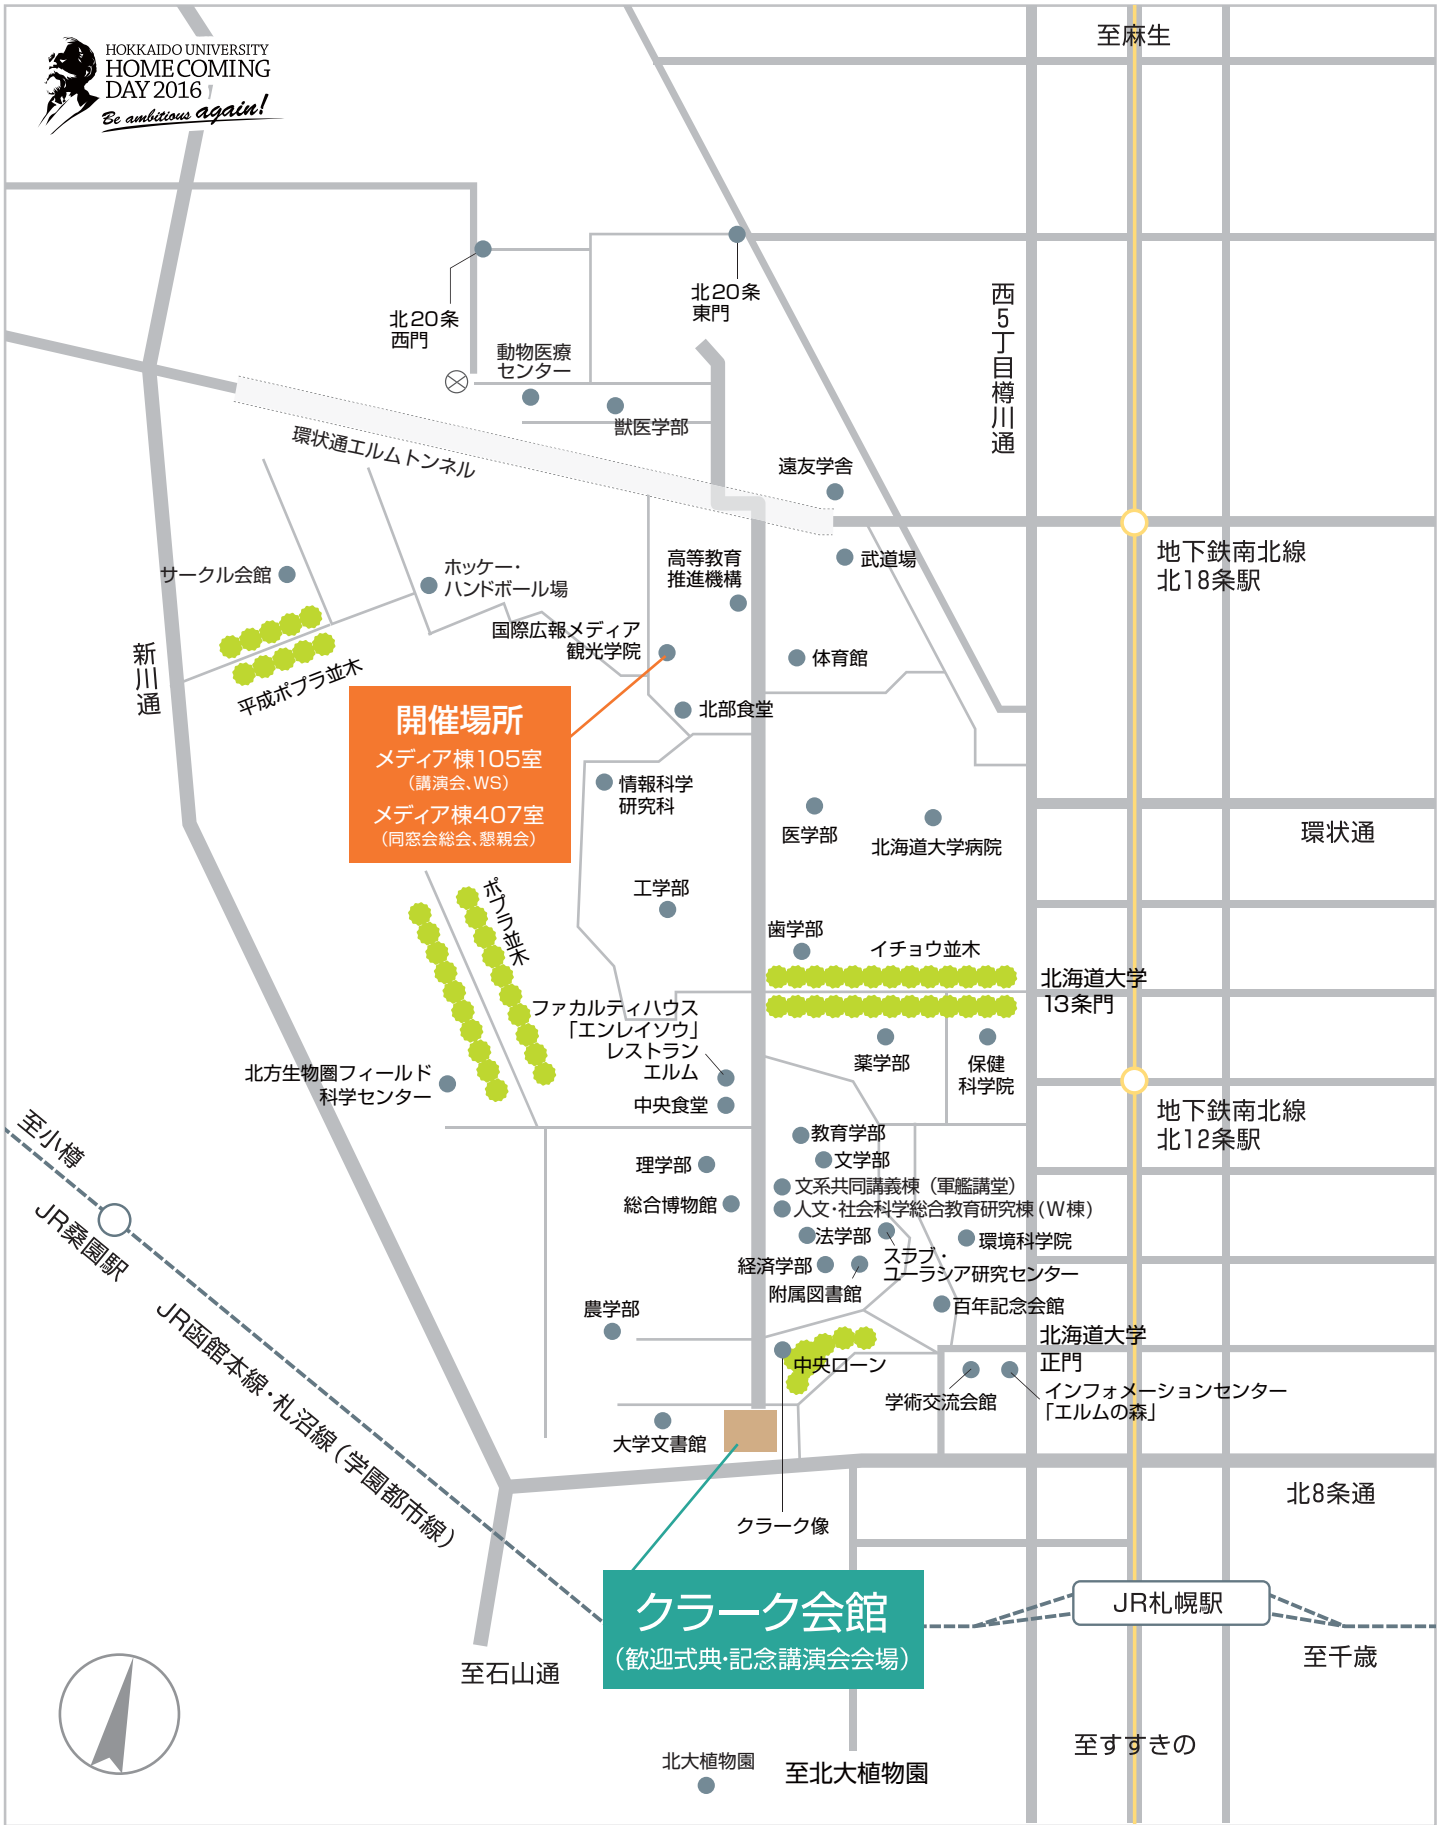 HOKKAIDO UNIVERSITY
HOMECOMING
DAY 2016
Be ambitious again!
至麻生
北20条
西門
北20条
東門
西5丁目樽川通
動物医療
センター
獣医学部
環状通エルムトンネル
遠友学舎
地下鉄南北線
北18条駅
サークル会館
ホッケー・
ハンドボール場
高等教育
推進機構
武道場
国際広報メディア
観光学院
体育館
新川通
平成ポプラ並木
北部食堂
開催場所
メディア棟105室
（講演会、WS）
メディア棟407室
（同窓会総会、懇親会）
情報科学
研究科
医学部
北海道大学病院
環状通
工学部
ポプラ並木
歯学部
イチョウ並木
北海道大学
13条門
ファカルティハウス
「エンレイソウ」
レストラン
エルム
薬学部
保健
科学院
北方生物圏フィールド
科学センター
中央食堂
地下鉄南北線
北12条駅
至小樽
教育学部
文学部
理学部
文系共同講義棟（軍艦講堂）
総合博物館
人文・社会科学総合教育研究棟(W棟)
JR桑園駅
法学部
環境科学院
スラブ・
ユーラシア研究センター
経済学部
附属図書館
百年記念会館
農学部
JR函館本線・札沼線（学園都市線）
北海道大学
正門
中央ローン
学術交流会館
インフォメーションセンター
「エルムの森」
大学文書館
北8条通
クラーク像
クラーク会館
（歓迎式典・記念講演会会場）
JR札幌駅
至千歳
至石山通
至すすきの
北大植物園
至北大植物園